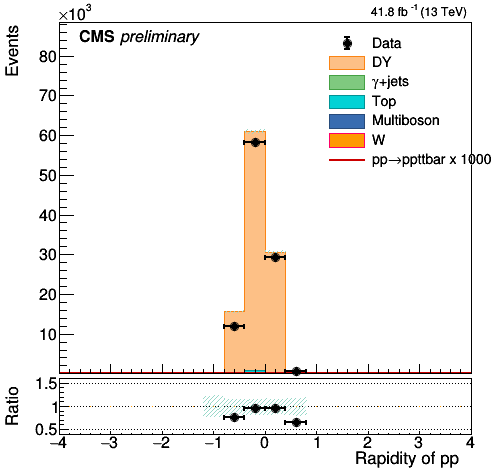 ×10³
41.8 fb⁻¹ (13 TeV)
CMS preliminary
Events
80
70
60
50
40
30
20
10
Data
DY
γ+jets
Top
Multiboson
W
pp→ppttbar x 1000
Ratio
1.5
1
0.5
−4 −3 −2 −1 0 1 2 3 4
Rapidity of pp